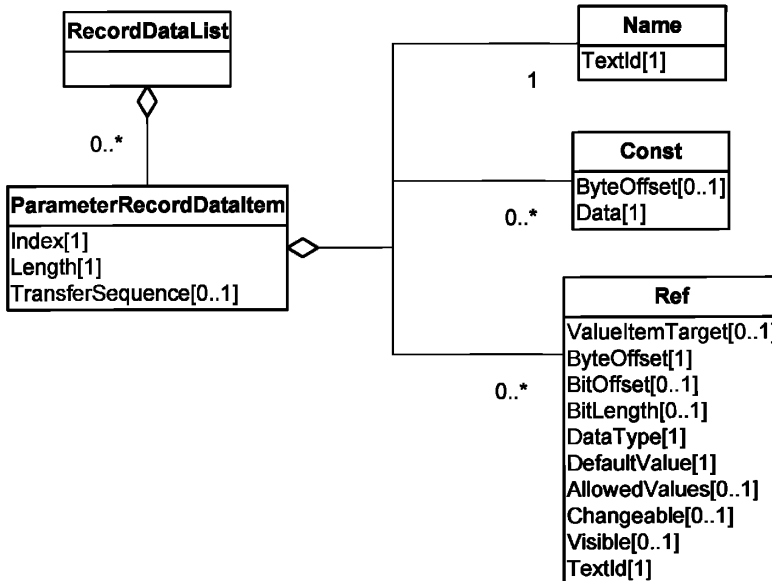 RecordDataList
0..*
ParameterRecordDataItem
Index[1]
Length[1]
TransferSequence[0..1]
Name
TextId[1]
1
Const
ByteOffset[0..1]
Data[1]
0..*
Ref
ValueItemTarget[0..1]
ByteOffset[1]
BitOffset[0..1]
BitLength[0..1]
DataType[1]
DefaultValue[1]
AllowedValues[0..1]
Changeable[0..1]
Visible[0..1]
TextId[1]
0..*